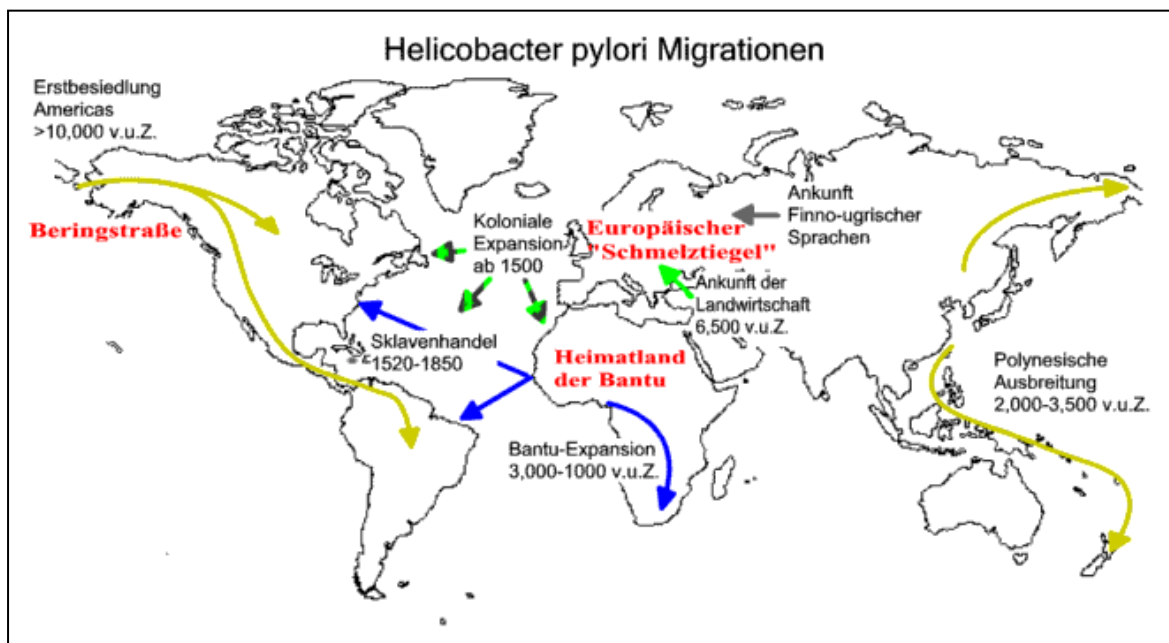 Helicobacter pylori Migrationen
Erstbesiedlung
Americas
>10,000 v.u.Z.
Beringstraße
Koloniale
Expansion
ab 1500
Europäischer
"Schmelztiegel"
Ankunft
Finno-ugrischer
Sprachen
Ankunft der
Landwirtschaft
6,500 v.u.Z.
Sklavenhandel
1520-1850
Heimatland
der Bantu
Polynesische
Ausbreitung
2,000-3,500 v.u.Z.
Bantu-Expansion
3,000-1000 v.u.Z.